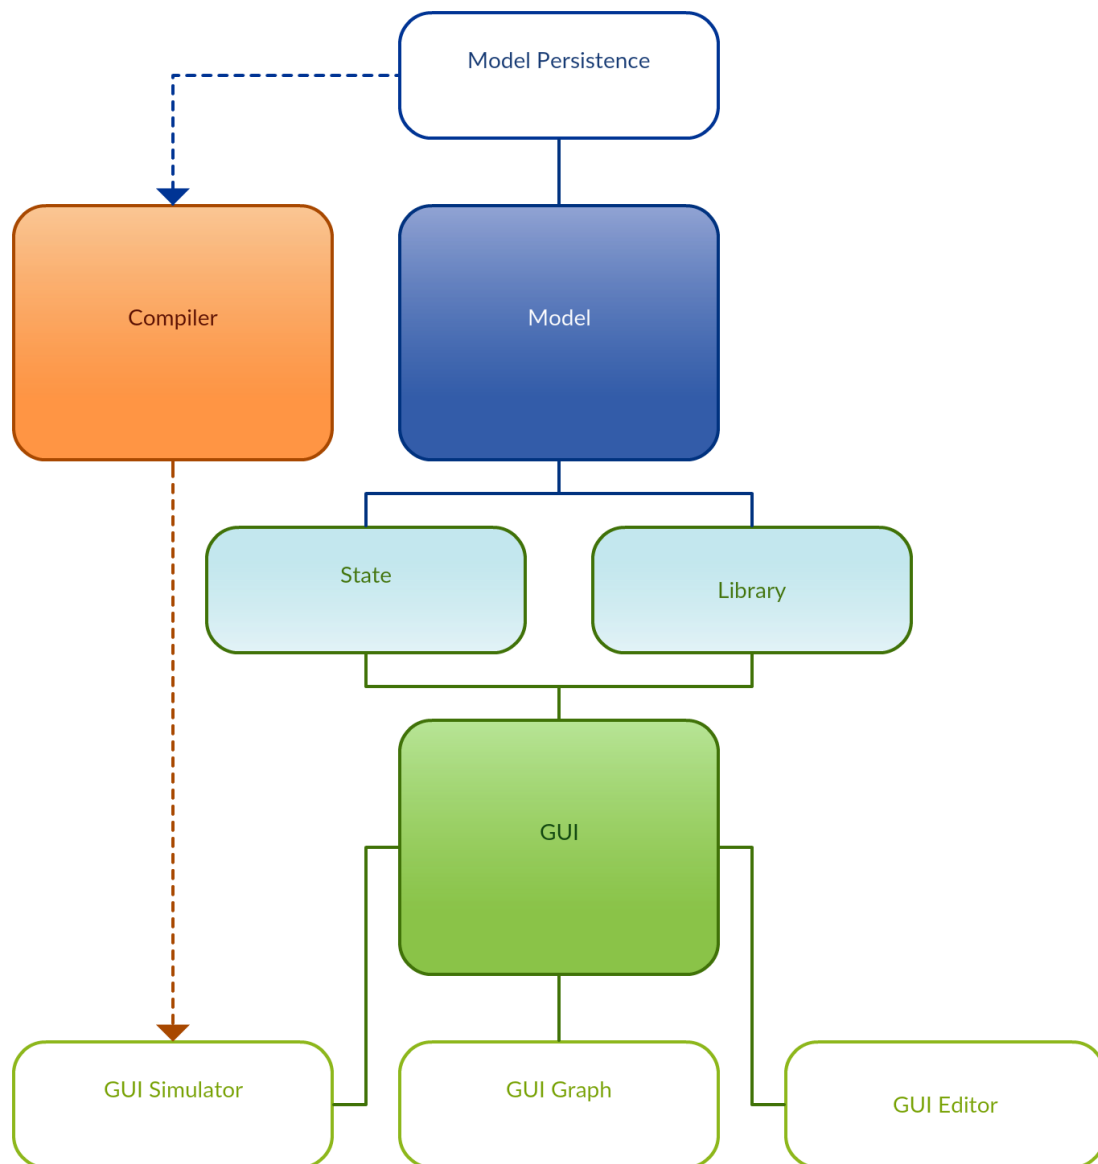 Model Persistence
Compiler
Model
State
Library
GUI
GUI Simulator
GUI Graph
GUI Editor